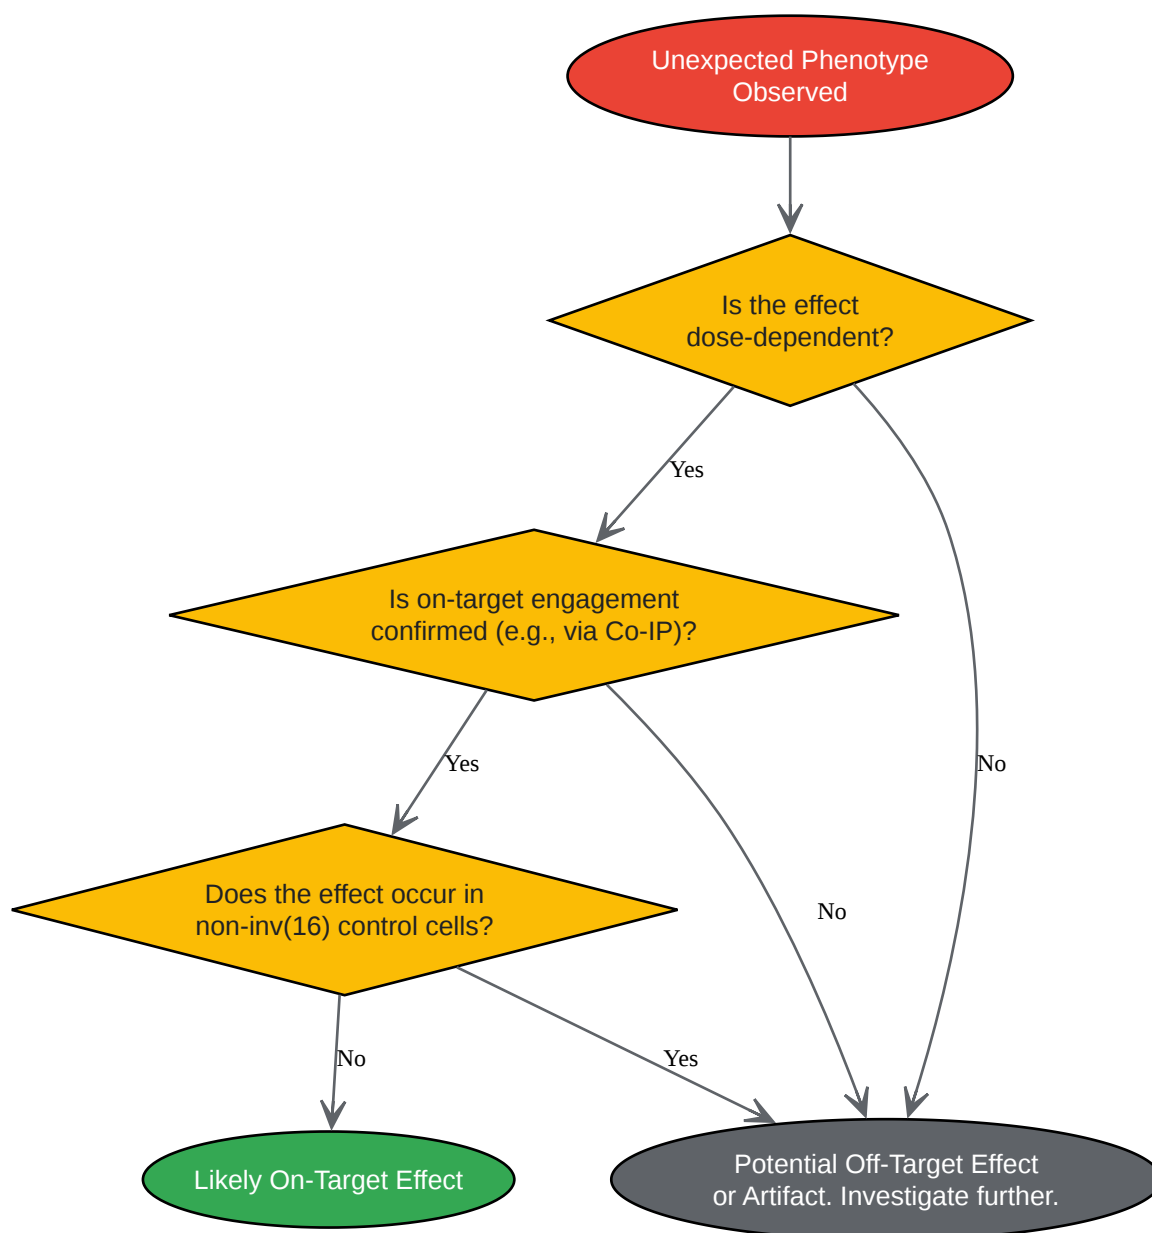 Unexpected Phenotype
Observed
Is the effect
dose-dependent?
Yes
Is on-target engagement
confirmed (e.g., via Co-IP)?
Yes
No
Does the effect occur in
non-inv(16) control cells?
No
No
Yes
Likely On-Target Effect
Potential Off-Target Effect
or Artifact. Investigate further.